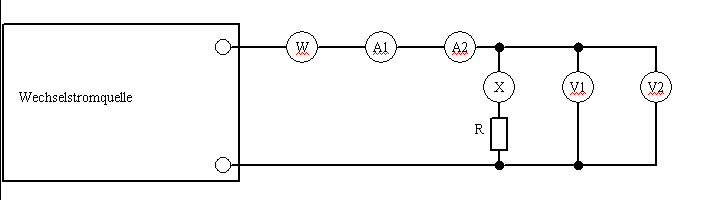 W A1 A2
X V1 V2
Wechselstromquelle
R